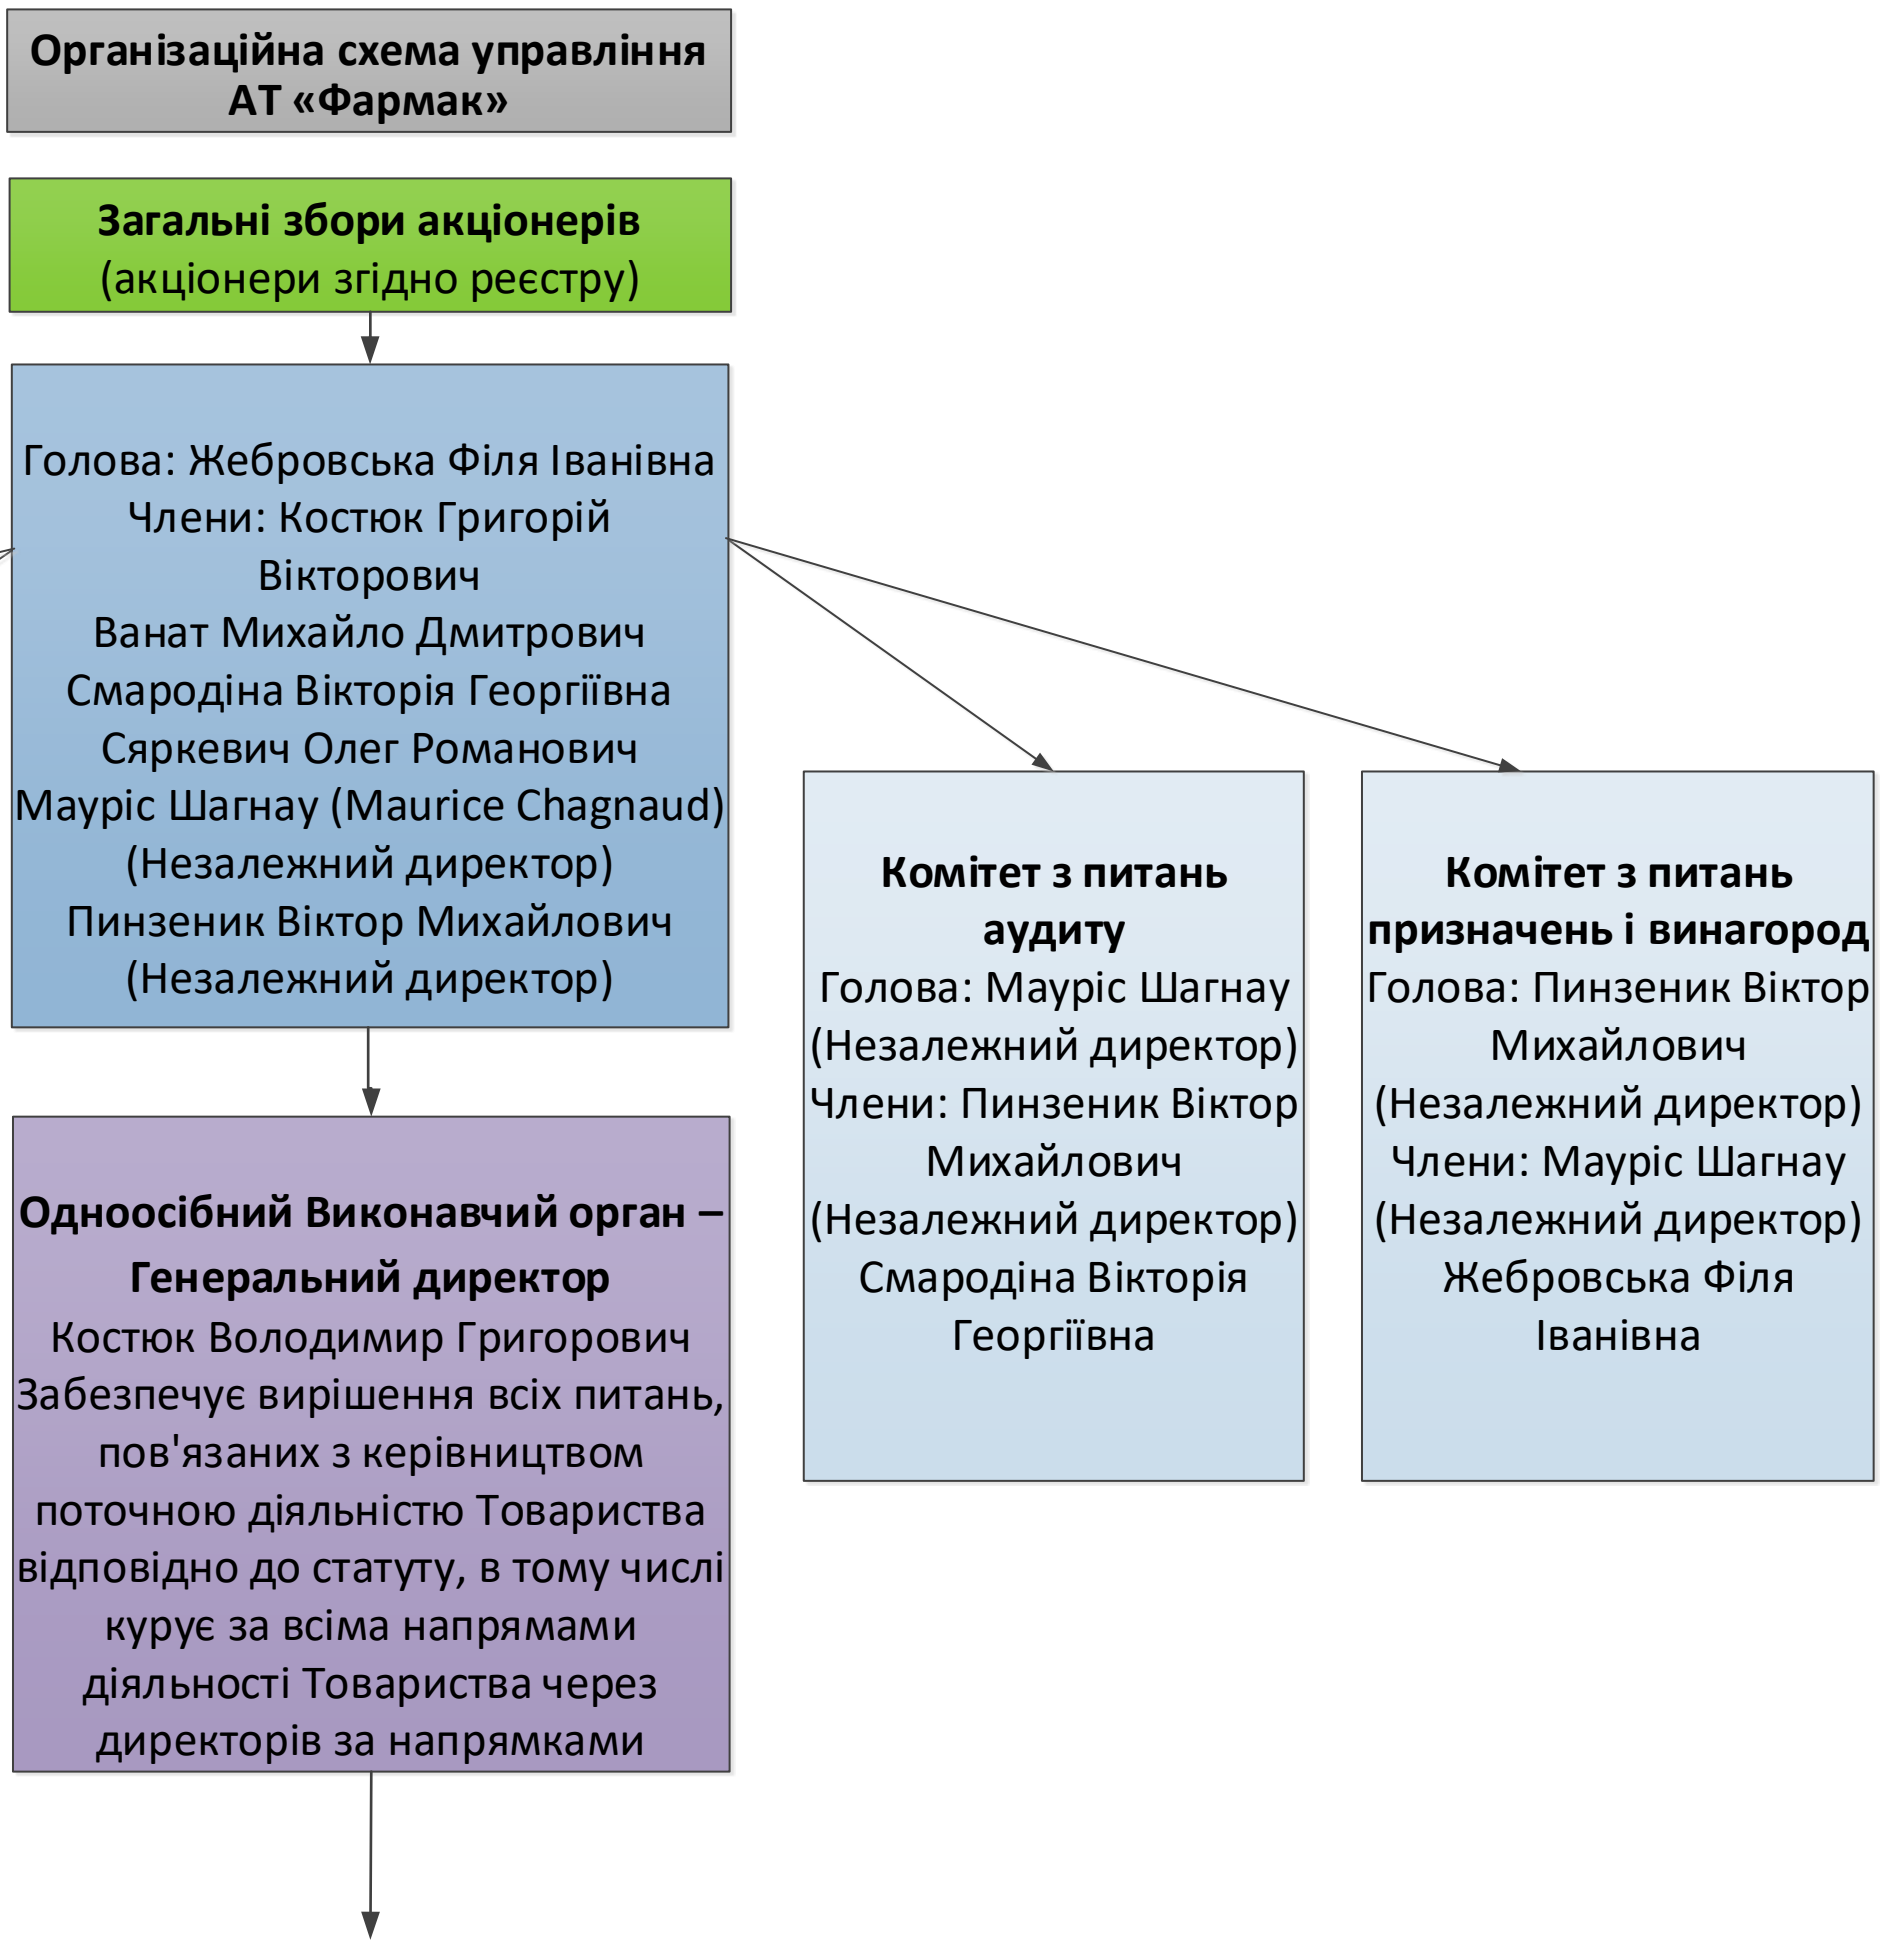 Організаційна схема управління
АТ «Фармак»
Загальні збори акціонерів
(акціонери згідно реєстру)
Голова: Жебровська Філя Іванівна
Члени: Костюк Григорій
Вікторович
Ванат Михайло Дмитрович
Смародіна Вікторія Георгіївна
Сяркевич Олег Романович
Мауріс Шагнау (Maurice Chagnaud)
(Незалежний директор)
Пинзеник Віктор Михайлович
(Незалежний директор)
Одноосібний Виконавчий орган –
Генеральний директор
Костюк Володимир Григорович
Забезпечує вирішення всіх питань,
пов'язаних з керівництвом
поточною діяльністю Товариства
відповідно до статуту, в тому числі
курує за всіма напрямами
діяльності Товариства через
директорів за напрямками
Комітет з питань
аудиту
Голова: Мауріс Шагнау
(Незалежний директор)
Члени: Пинзеник Віктор
Михайлович
(Незалежний директор)
Смародіна Вікторія
Георгіївна
Комітет з питань
призначень і винагород
Голова: Пинзеник Віктор
Михайлович
(Незалежний директор)
Члени: Мауріс Шагнау
(Незалежний директор)
Жебровська Філя
Іванівна